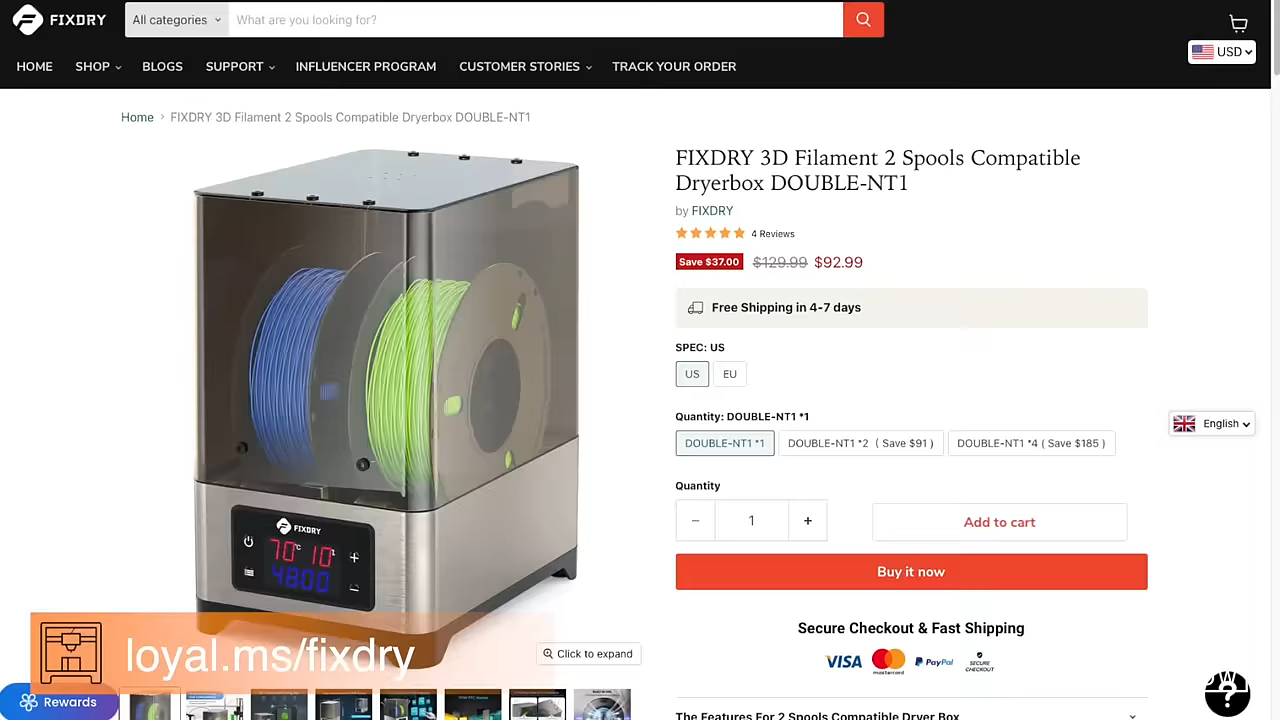 FIXDRY
All categories
What are you looking for?
USD
HOME
SHOP
BLOGS
SUPPORT
INFLUENCER PROGRAM
CUSTOMER STORIES
TRACK YOUR ORDER
Home › FIXDRY 3D Filament 2 Spools Compatible Dryerbox DOUBLE-NT1
FIXDRY 3D Filament 2 Spools Compatible
Dryerbox DOUBLE-NT1
by FIXDRY
4 Reviews
Save $37.00 $129.99 $92.99
Free Shipping in 4-7 days
SPEC: US
US EU
Quantity: DOUBLE-NT1 *1
DOUBLE-NT1 *1
DOUBLE-NT1 *2 ( Save $91 )
DOUBLE-NT1 *4 ( Save $185 )
English
Quantity
− 1 +
Add to cart
Buy it now
Secure Checkout & Fast Shipping
VISA
mastercard
PayPal
SECURE
CHECKOUT
The Features For 2 Spools Compatible Dryer Box
FIXDRY
70°C 10
4800
loyal.ms/fixdry
Click to expand
Rewards